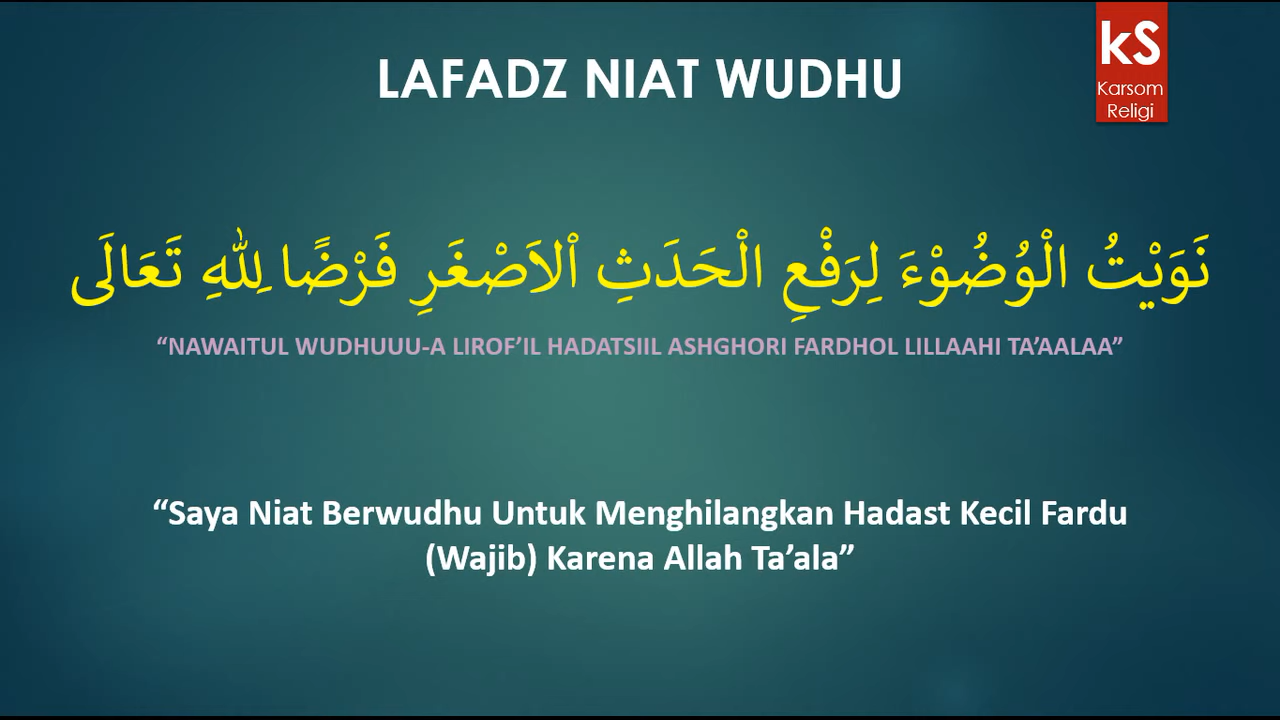 LAFADZ NIAT WUDHU
kS
Karsom
Religi
نَوَيْتُ الْوُضُوْءَ لِرَفْعِ الْحَدَثِ ٱلاَصْغَرِ فَرْضًا لِلّٰهِ تَعَالَى
“NAWAITUL WUDHUUU-A LIROF’IL HADATSIIL ASHGHORI FARDHOL LILLAAHI TA’AALAA”
“Saya Niat Berwudhu Untuk Menghilangkan Hadast Kecil Fardu
(Wajib) Karena Allah Ta’ala”